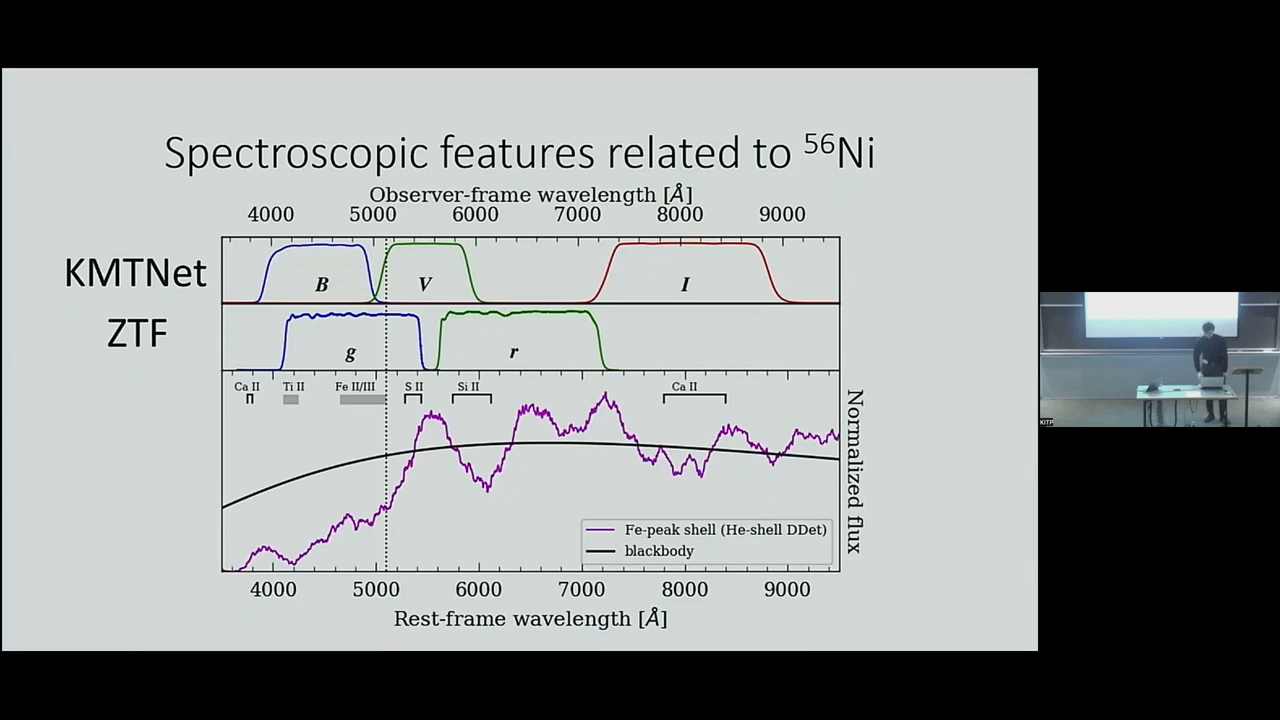 Spectroscopic features related to ⁵⁶Ni
Observer-frame wavelength [Å]
4000 5000 6000 7000 8000 9000
KMTNet
B V I
ZTF
g r
Ca II Ti II Fe II/III S II Si II Ca II
Normalized flux
Fe-peak shell (He-shell DDet)
blackbody
4000 5000 6000 7000 8000 9000
Rest-frame wavelength [Å]
KITP